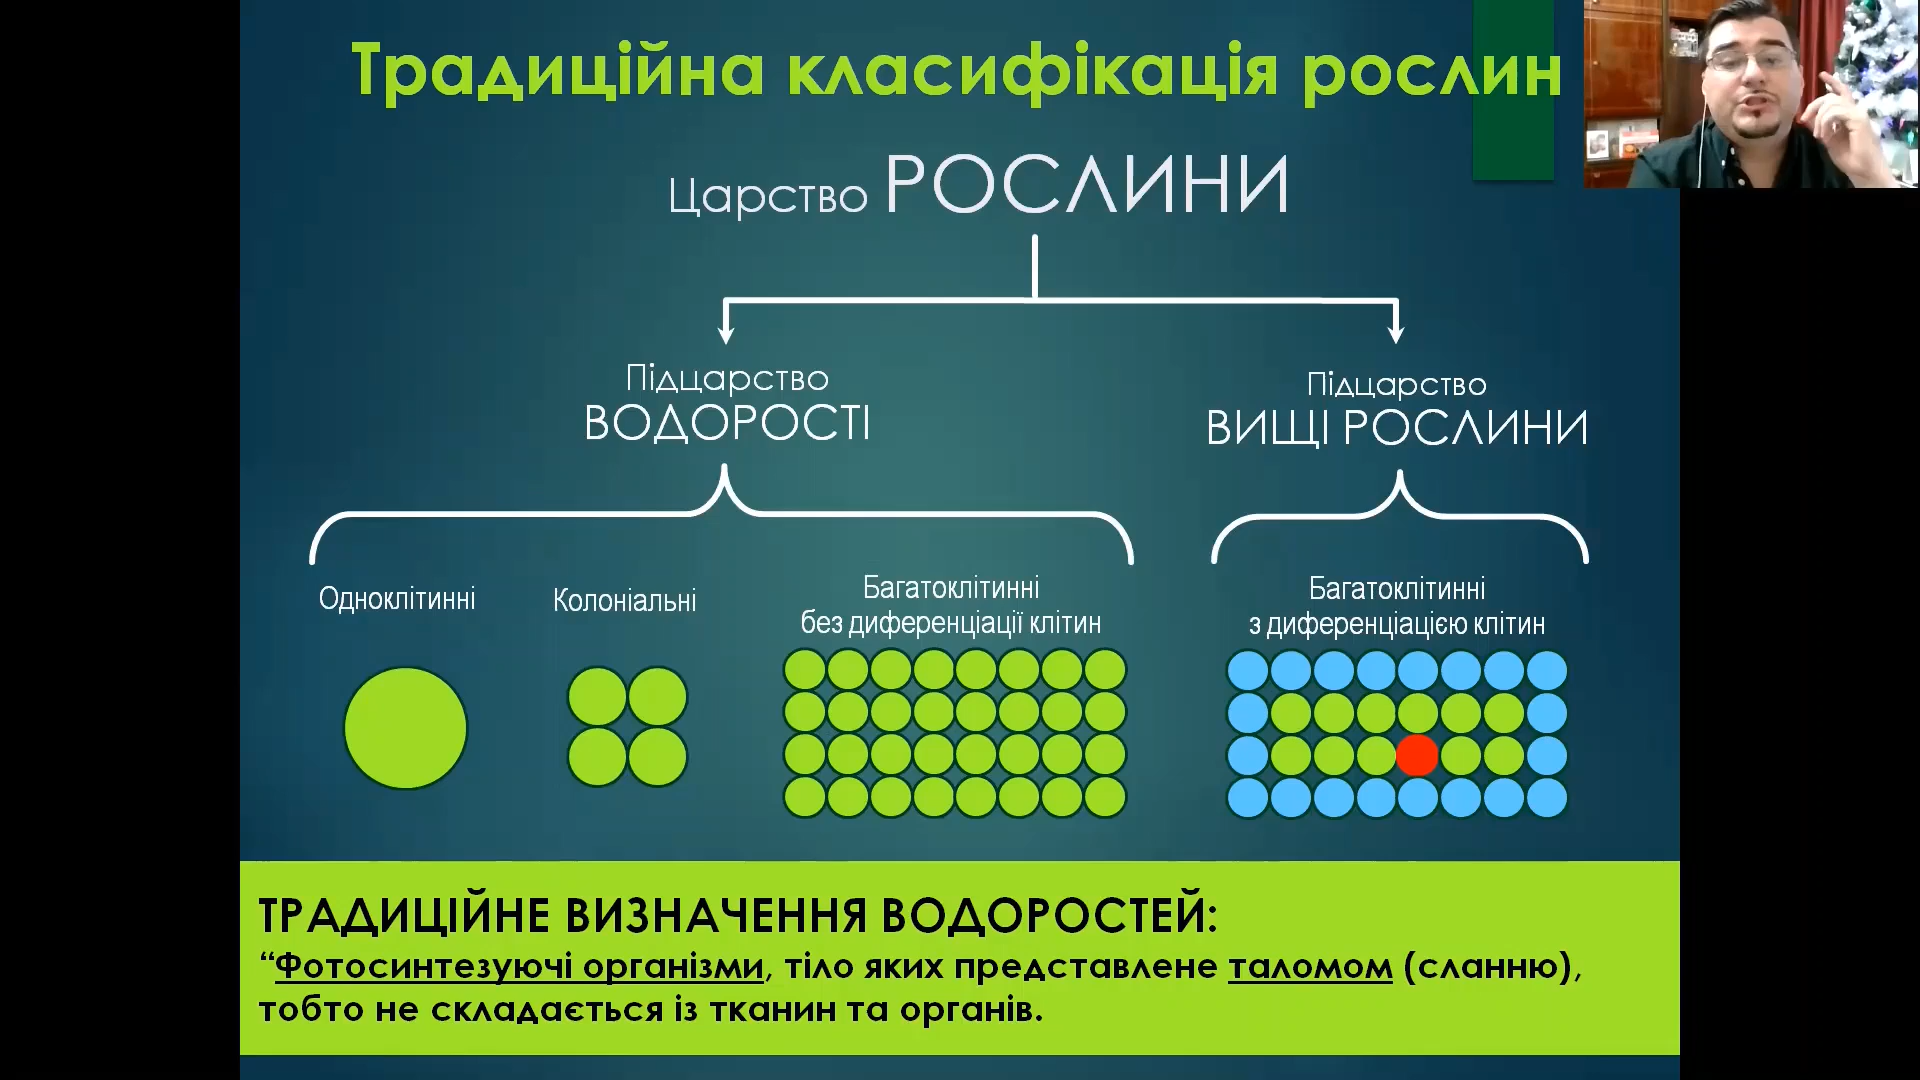 Традиційна класифікація рослин
Царство РОСЛИНИ
Підцарство
ВОДОРОСТІ
Підцарство
ВИЩІ РОСЛИНИ
Одноклітинні
Колоніальні
Багатоклітинні
без диференціації клітин
Багатоклітинні
з диференціацією клітин
ТРАДИЦІЙНЕ ВИЗНАЧЕННЯ ВОДОРОСТЕЙ:
“Фотосинтезуючі організми, тіло яких представлене таломом (сланню),
тобто не складається із тканин та органів.